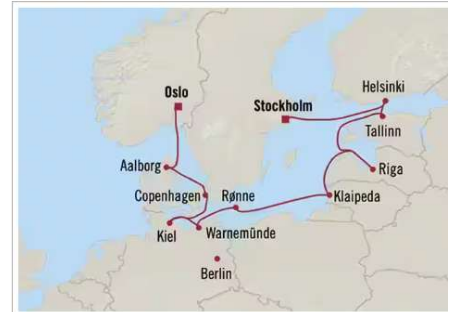 Helsinki
Oslo
Stockholm
Tallinn
Aalborg
Riga
Copenhagen
Rønne
Klaipeda
Kiel
Warnemünde
Berlin